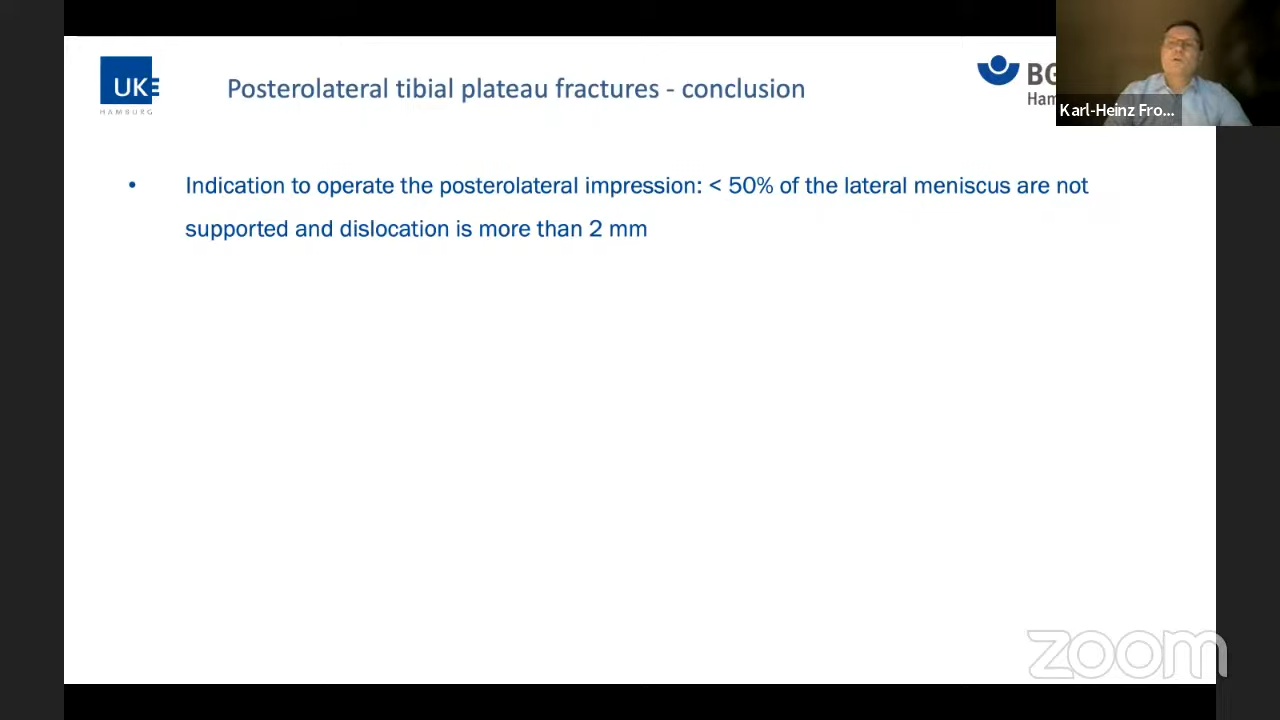 UKE
HAMBURG
Posterolateral tibial plateau fractures - conclusion
BG
Ham
Karl-Heinz Fro...
• Indication to operate the posterolateral impression: < 50% of the lateral meniscus are not
supported and dislocation is more than 2 mm
zoom